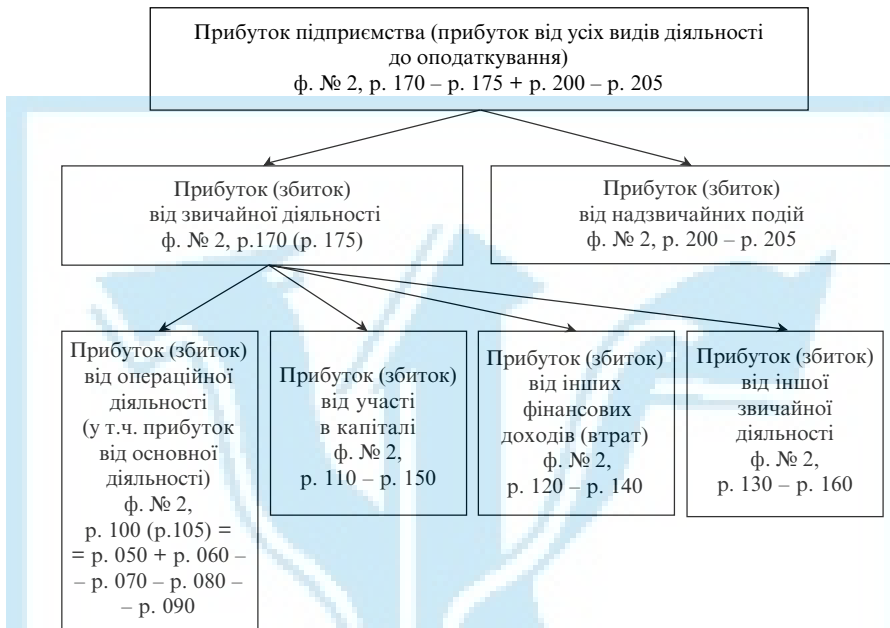 Прибуток підприємства (прибуток від усіх видів діяльності
до оподаткування)
ф. № 2, р. 170 – р. 175 + р. 200 – р. 205
Прибуток (збиток)
від звичайної діяльності
ф. № 2, р.170 (р. 175)
Прибуток (збиток)
від надзвичайних подій
ф. № 2, р. 200 – р. 205
Прибуток (збиток)
від операційної
діяльності
(у т.ч. прибуток
від основної
діяльності)
ф. № 2,
р. 100 (р.105) =
= р. 050 + р. 060 –
– р. 070 – р. 080 –
– р. 090
Прибуток (збиток)
від участі
в капіталі
ф. № 2,
р. 110 – р. 150
Прибуток (збиток)
від інших
фінансових
доходів (втрат)
ф. № 2,
р. 120 – р. 140
Прибуток (збиток)
від іншої
звичайної
діяльності
ф. № 2,
р. 130 – р. 160